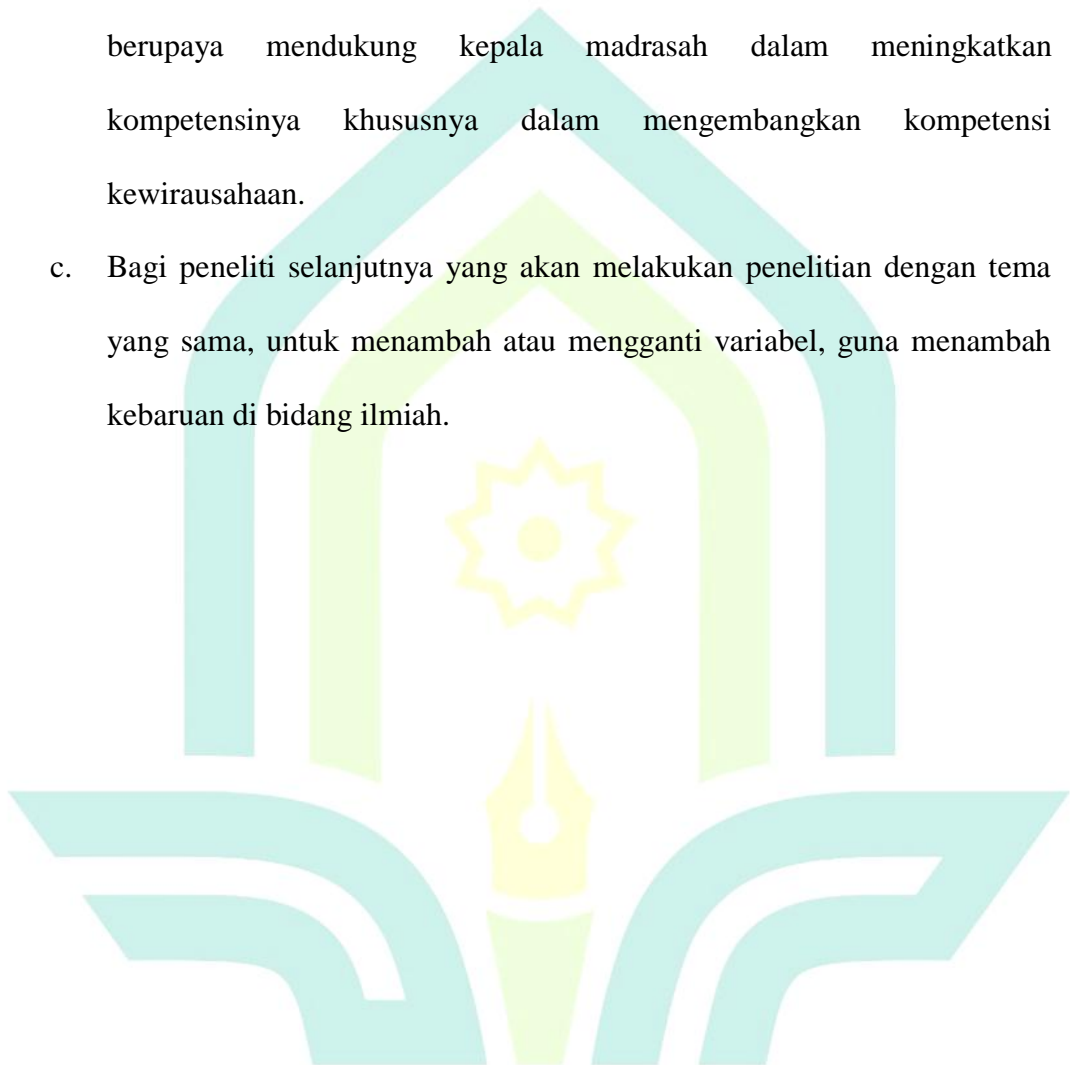 berupaya mendukung kepala madrasah dalam meningkatkan
kompetensinya khususnya dalam mengembangkan kompetensi
kewirausahaan.
c. Bagi peneliti selanjutnya yang akan melakukan penelitian dengan tema
yang sama, untuk menambah atau mengganti variabel, guna menambah
kebaruan di bidang ilmiah.